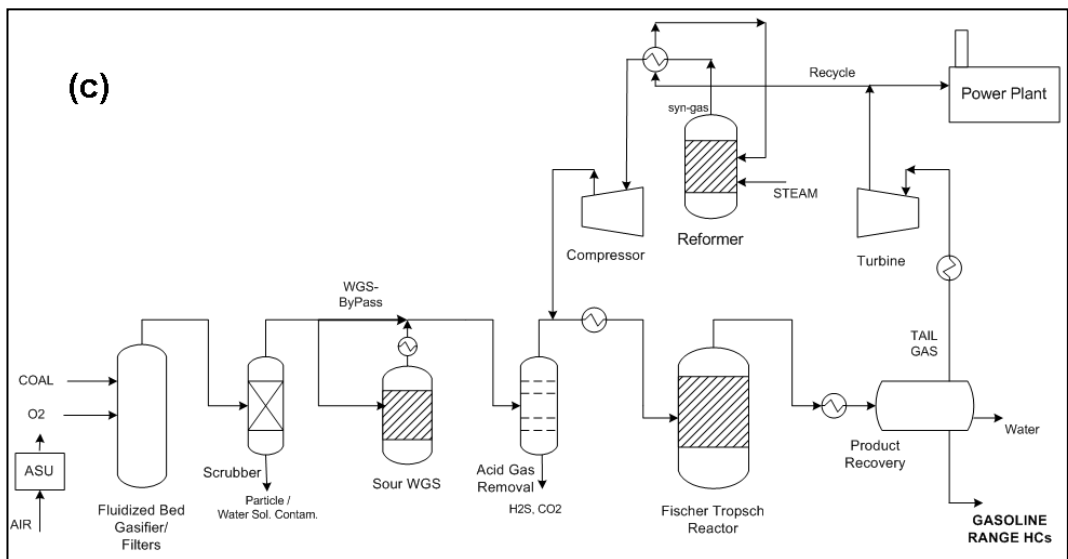 (c)
Recycle
Power Plant
syn-gas
STEAM
Reformer
Compressor
Turbine
WGS-
ByPass
TAIL
GAS
COAL
O2
ASU
AIR
Fluidized Bed
Gasifier/
Filters
Scrubber
Particle /
Water Sol. Contam.
Sour WGS
Acid Gas
Removal
H2S, CO2
Fischer Tropsch
Reactor
Product
Recovery
Water
GASOLINE
RANGE HCs